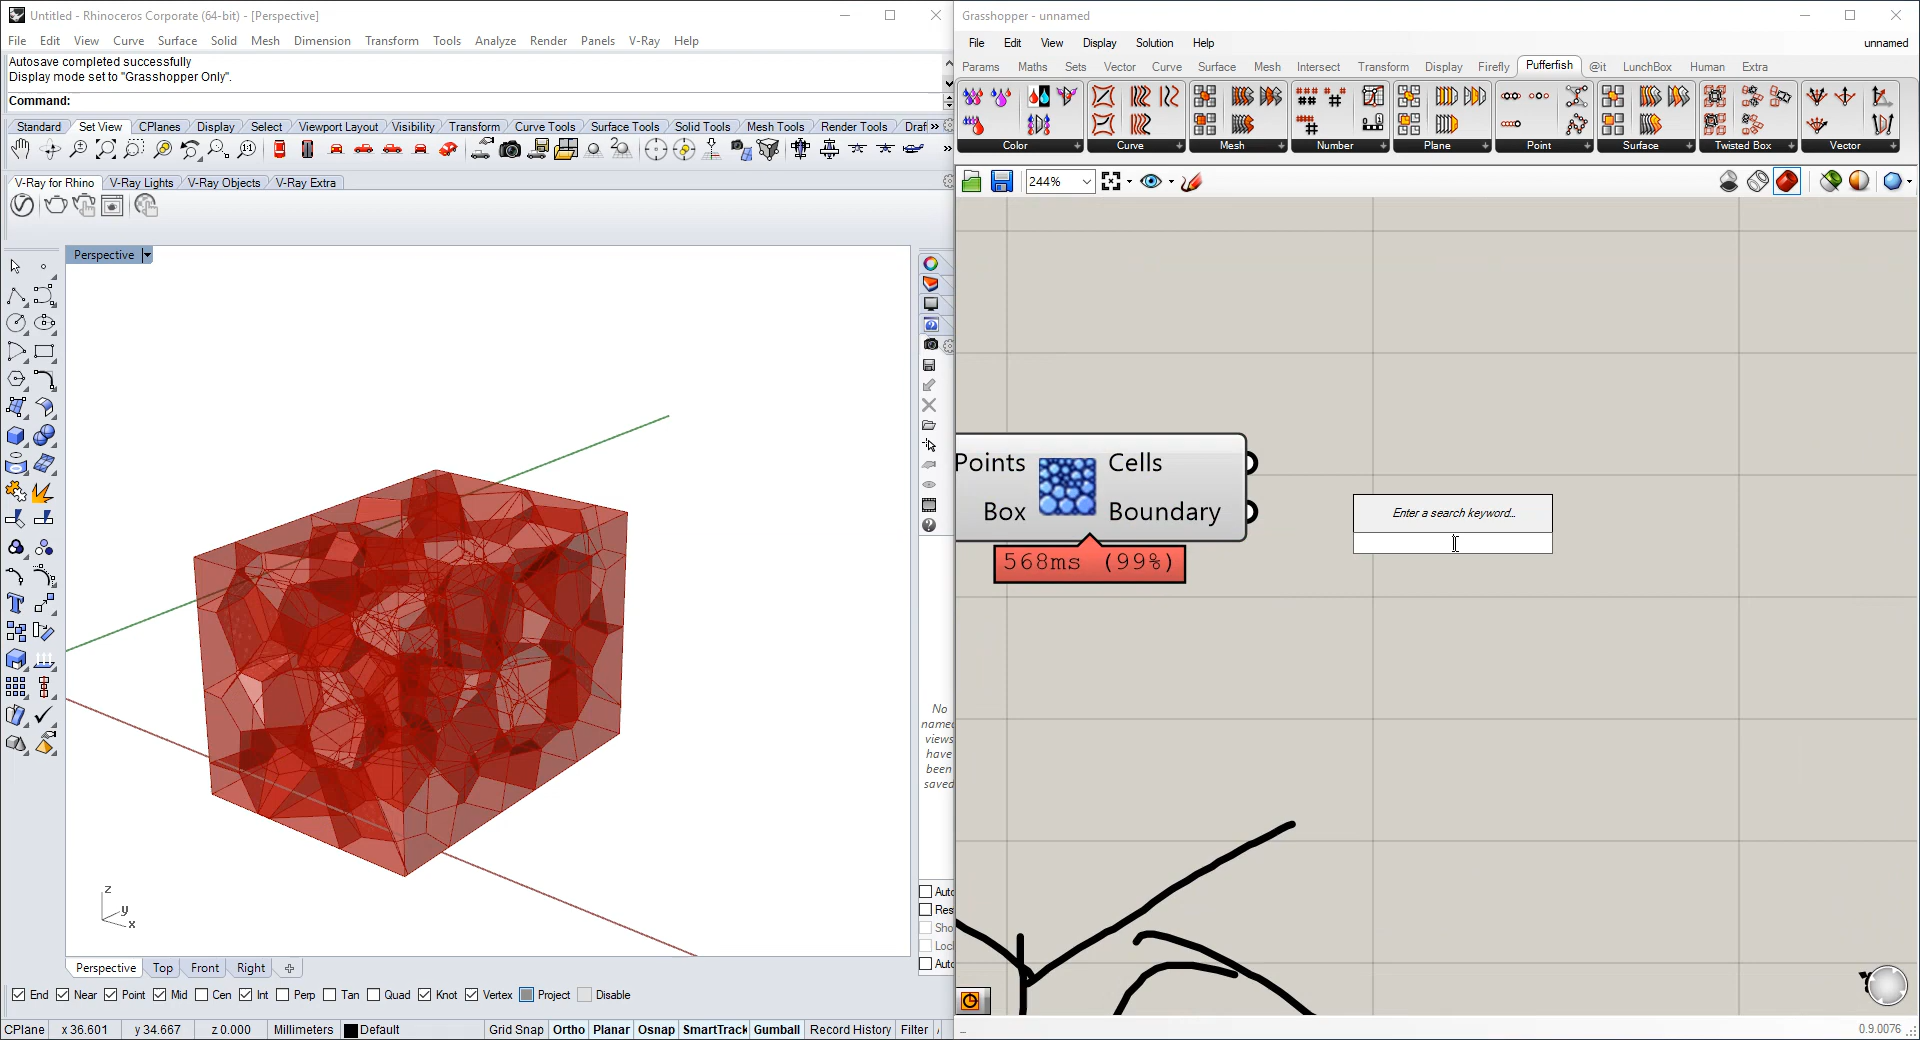 Untitled - Rhinoceros Corporate (64-bit) - [Perspective]
File Edit View Curve Surface Solid Mesh Dimension Transform Tools Analyze Render Panels V-Ray Help
Autosave completed successfully
Display mode set to "Grasshopper Only".
Command:
Standard Set View CPlanes Display Select Viewport Layout Visibility Transform Curve Tools Surface Tools Solid Tools Mesh Tools Render Tools Draf »
»
V-Ray for Rhino V-Ray Lights V-Ray Objects V-Ray Extra
Perspective
No
named
views
have
been
saved
Auto
Res
Sho
Loc
Auto
z
y
x
Perspective Top Front Right
End Near Point Mid Cen Int Perp Tan Quad Knot Vertex Project Disable
CPlane x 36.601 y 34.667 z 0.000 Millimeters Default Grid Snap Ortho Planar Osnap SmartTrack Gumball Record History Filter
Grasshopper - unnamed
File Edit View Display Solution Help unnamed
Params Maths Sets Vector Curve Surface Mesh Intersect Transform Display Firefly Pufferfish @it LunchBox Human Extra
Color Curve Mesh Number Plane Point Surface Twisted Box Vector
244%
Points Cells
Box Boundary
568ms (99%)
Enter a search keyword...
...
0.9.0076